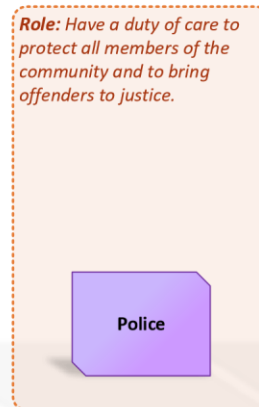 Role: Have a duty of care to
protect all members of the
community and to bring
offenders to justice.
Police